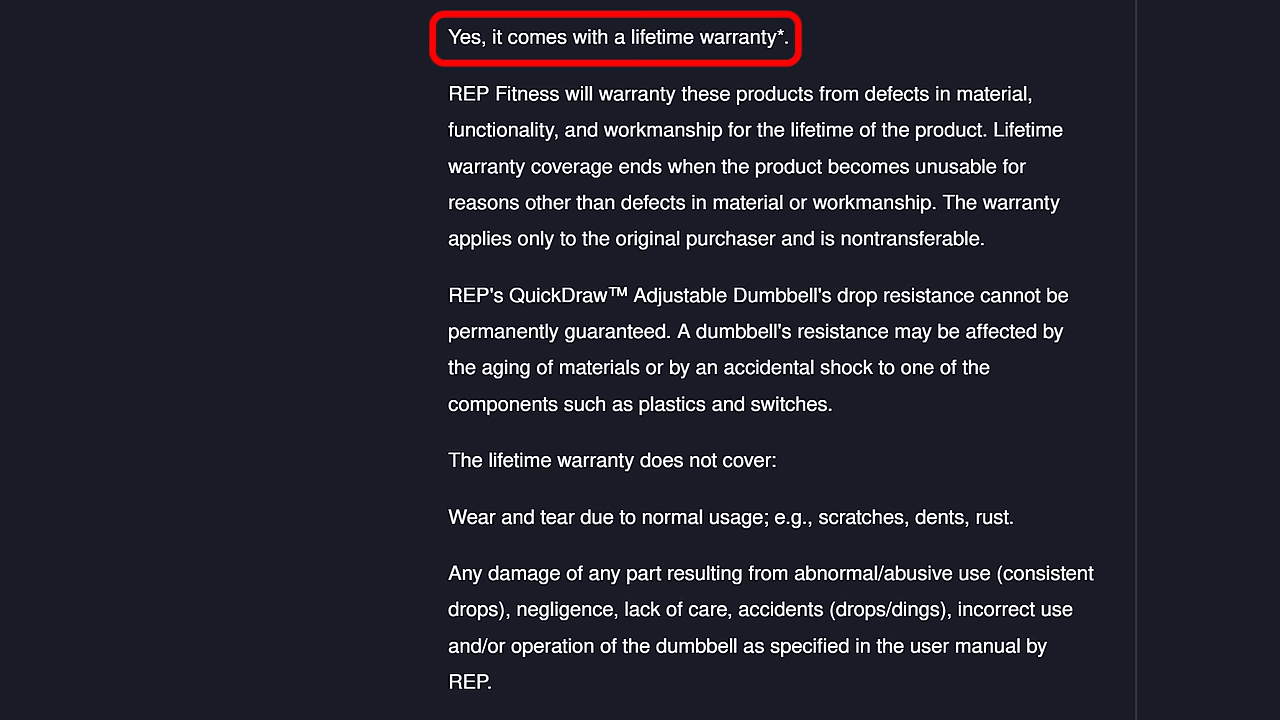 Yes, it comes with a lifetime warranty*.
REP Fitness will warranty these products from defects in material,
functionality, and workmanship for the lifetime of the product. Lifetime
warranty coverage ends when the product becomes unusable for
reasons other than defects in material or workmanship. The warranty
applies only to the original purchaser and is nontransferable.
REP's QuickDraw™ Adjustable Dumbbell's drop resistance cannot be
permanently guaranteed. A dumbbell's resistance may be affected by
the aging of materials or by an accidental shock to one of the
components such as plastics and switches.
The lifetime warranty does not cover:
Wear and tear due to normal usage; e.g., scratches, dents, rust.
Any damage of any part resulting from abnormal/abusive use (consistent
drops), negligence, lack of care, accidents (drops/dings), incorrect use
and/or operation of the dumbbell as specified in the user manual by
REP.